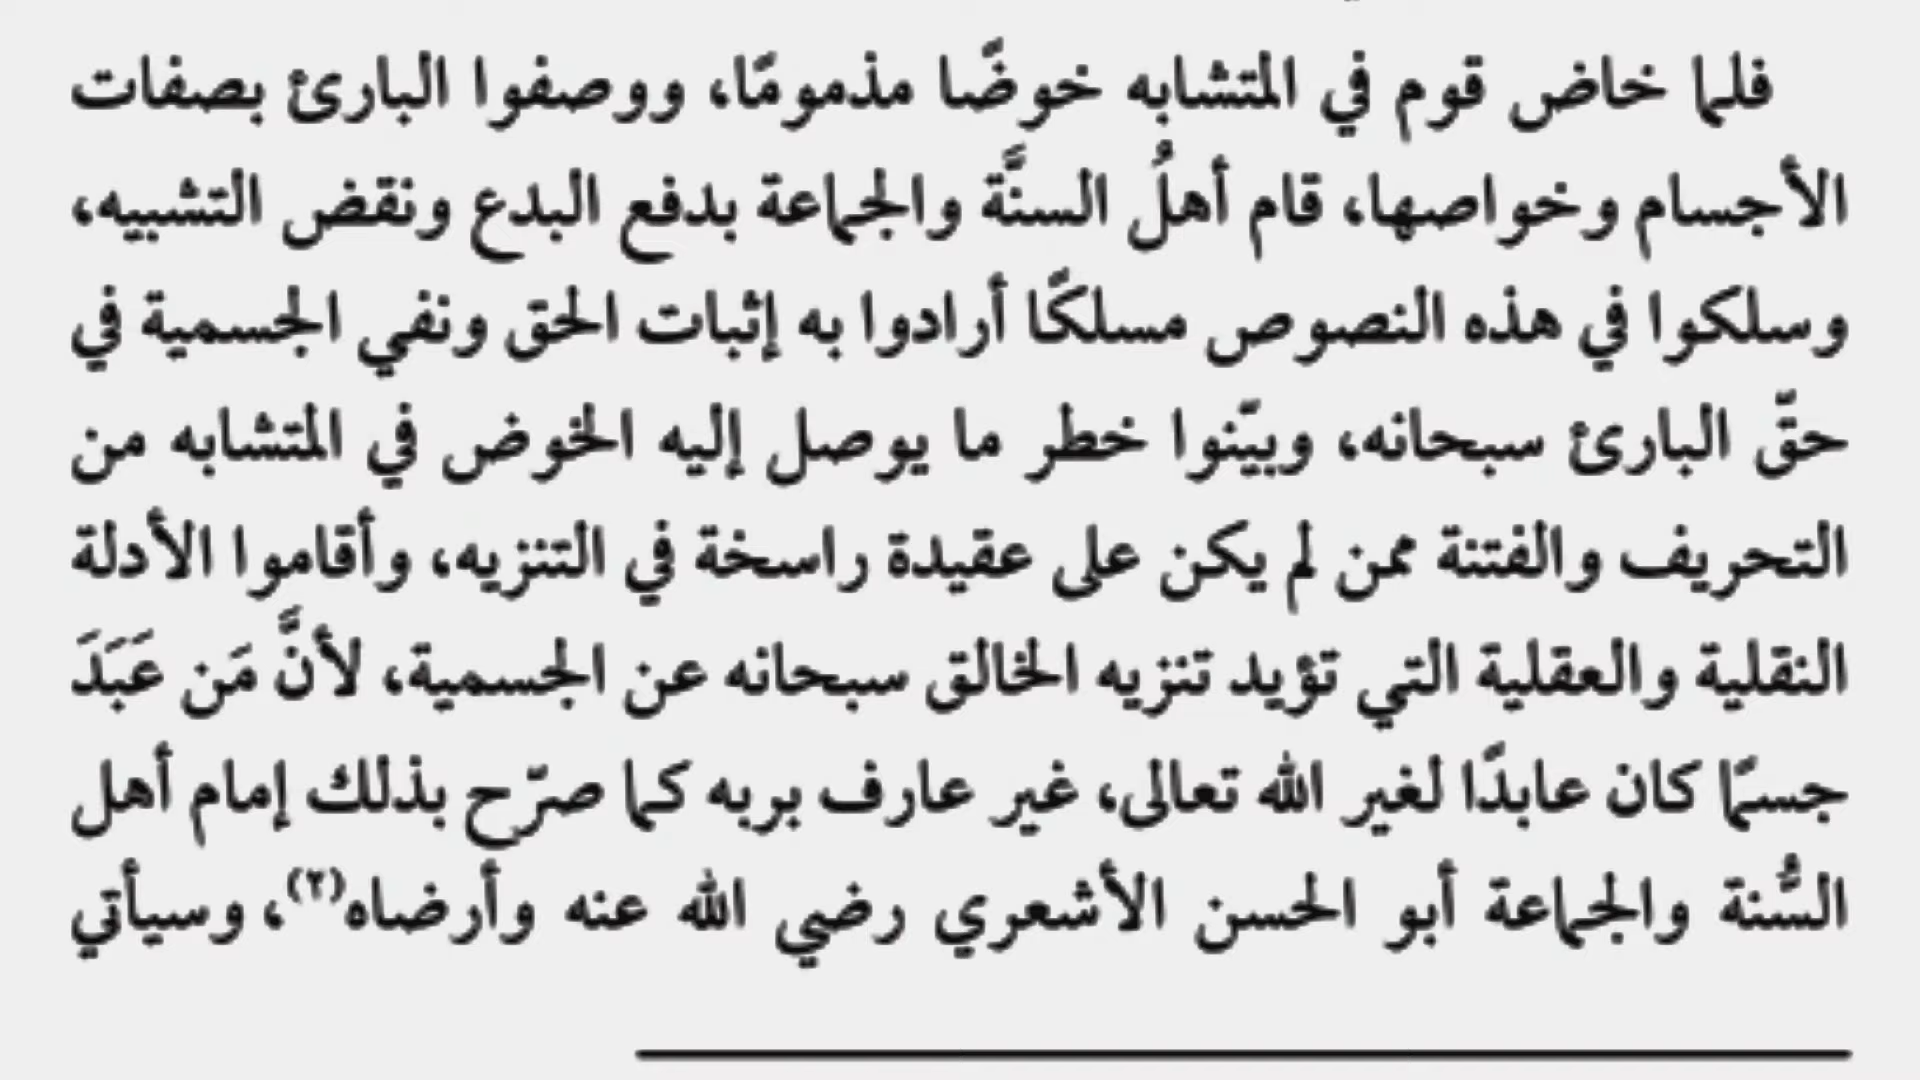 فلما خاض قوم في المتشابه خوضًا مذمومًا، ووصفوا البارئ بصفات
الأجسام وخواصها، قام أهلُ السنَّة والجماعة بدفع البدع ونقض التشبيه،
وسلكوا في هذه النصوص مسلكًا أرادوا به إثبات الحق ونفي الجسمية في
حقّ البارئ سبحانه، وبيّنوا خطر ما يوصل إليه الخوض في المتشابه من
التحريف والفتنة ممن لم يكن على عقيدة راسخة في التنزيه، وأقاموا الأدلة
النقلية والعقلية التي تؤيد تنزيه الخالق سبحانه عن الجسمية، لأنَّ مَن عَبَدَ
جسمًا كان عابدًا لغير الله تعالى، غير عارف بربه كما صرّح بذلك إمام أهل
السُّنة والجماعة أبو الحسن الأشعري رضي الله عنه وأرضاه(٢)، وسيأتي